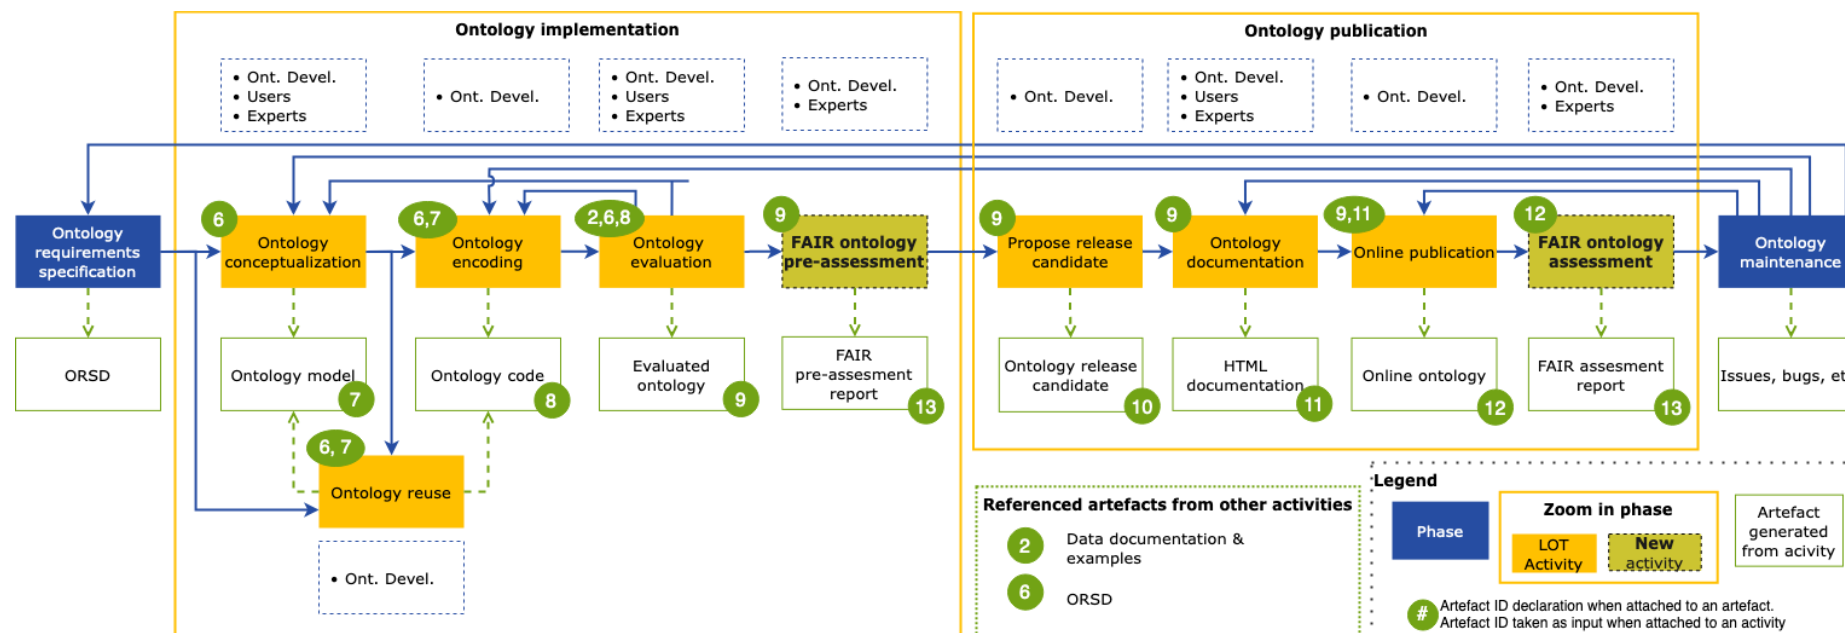 Ontology implementation
Ontology publication
• Ont. Devel.
• Users
• Experts
• Ont. Devel.
• Ont. Devel.
• Users
• Experts
• Ont. Devel.
• Experts
• Ont. Devel.
• Ont. Devel.
• Users
• Experts
• Ont. Devel.
• Ont. Devel.
• Experts
Ontology
requirements
specification
6
Ontology
conceptualization
6,7
Ontology
encoding
2,6,8
Ontology
evaluation
9
FAIR ontology
pre-assessment
9
Propose release
candidate
9
Ontology
documentation
9,11
Online publication
12
FAIR ontology
assessment
Ontology
maintenance
ORSD
Ontology model
7
Ontology code
8
Evaluated
ontology
9
FAIR
pre-assesment
report
13
Ontology release
candidate
10
HTML
documentation
11
Online ontology
12
FAIR assesment
report
13
Issues, bugs, et
6, 7
Ontology reuse
• Ont. Devel.
Referenced artefacts from other activities
2
Data documentation &
examples
6
ORSD
Legend
Phase
Zoom in phase
LOT
Activity
New
activity
Artefact
generated
from acivity
#
Artefact ID declaration when attached to an artefact.
Artefact ID taken as input when attached to an activity